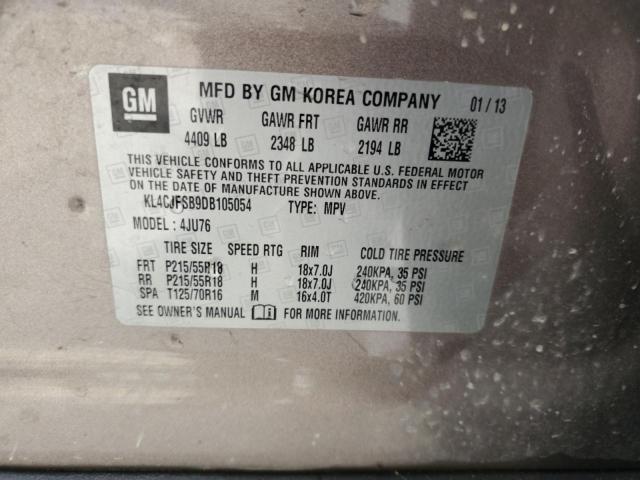 GM MFD BY GM KOREA COMPANY 01/13
GVWR GAWR FRT GAWR RR
4409 LB 2348 LB 2194 LB
THIS VEHICLE CONFORMS TO ALL APPLICABLE U.S. FEDERAL MOTOR
VEHICLE SAFETY AND THEFT PREVENTION STANDARDS IN EFFECT
ON THE DATE OF MANUFACTURE SHOWN ABOVE.
KL4CJFSB9DB105054 TYPE: MPV
MODEL: 4JU76
TIRE SIZE SPEED RTG RIM COLD TIRE PRESSURE
FRT P215/55R18 H 18x7.0J 240KPA, 35 PSI
RR P215/55R18 H 18x7.0J 240KPA, 35 PSI
SPA T125/70R16 M 16x4.0T 420KPA, 60 PSI
SEE OWNER'S MANUAL FOR MORE INFORMATION.